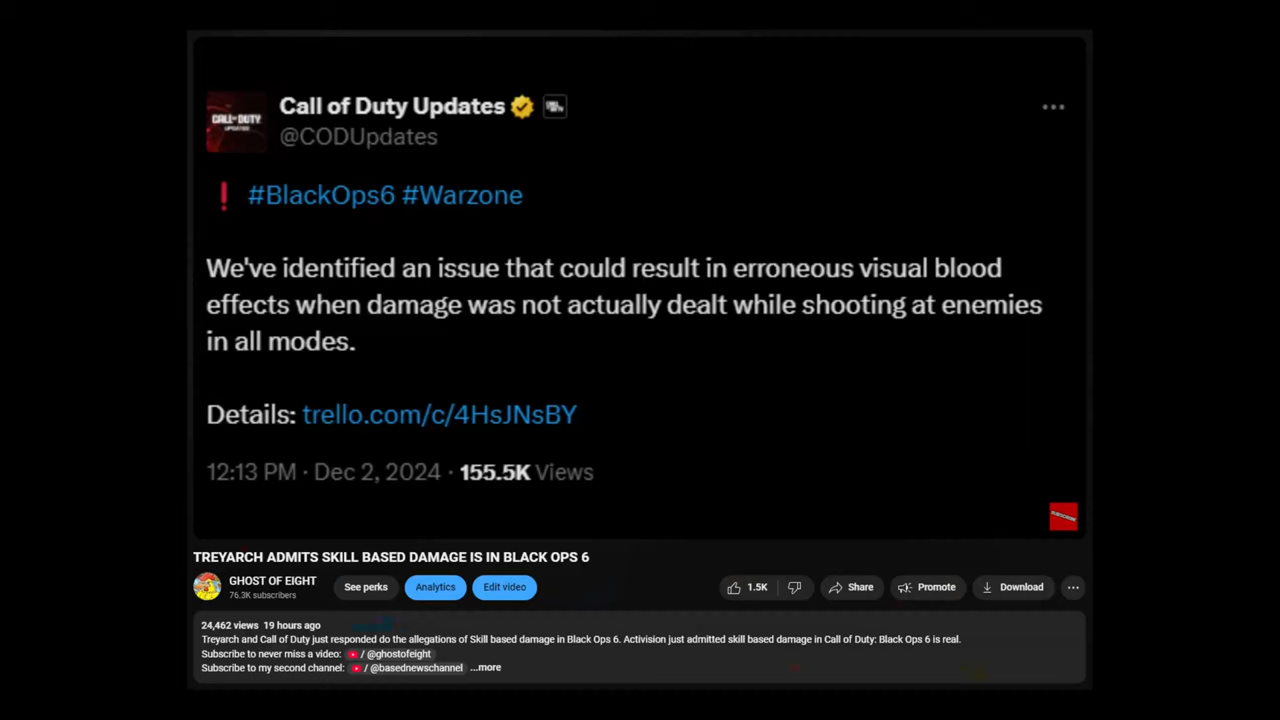 CALL OF DUTY
UPDATES
Call of Duty Updates
@CODUpdates
❗ #BlackOps6 #Warzone
We've identified an issue that could result in erroneous visual blood
effects when damage was not actually dealt while shooting at enemies
in all modes.
Details: trello.com/c/4HsJNsBY
12:13 PM · Dec 2, 2024 · 155.5K Views
SUBSCRIBE
TREYARCH ADMITS SKILL BASED DAMAGE IS IN BLACK OPS 6
GHOST OF EIGHT
76.3K subscribers
See perks
Analytics
Edit video
1.5K
Share
Promote
Download
24,462 views 19 hours ago
Treyarch and Call of Duty just responded do the allegations of Skill based damage in Black Ops 6. Activision just admitted skill based damage in Call of Duty: Black Ops 6 is real.
Subscribe to never miss a video: / @ghostofeight
Subscribe to my second channel: / @basednewschannel ...more